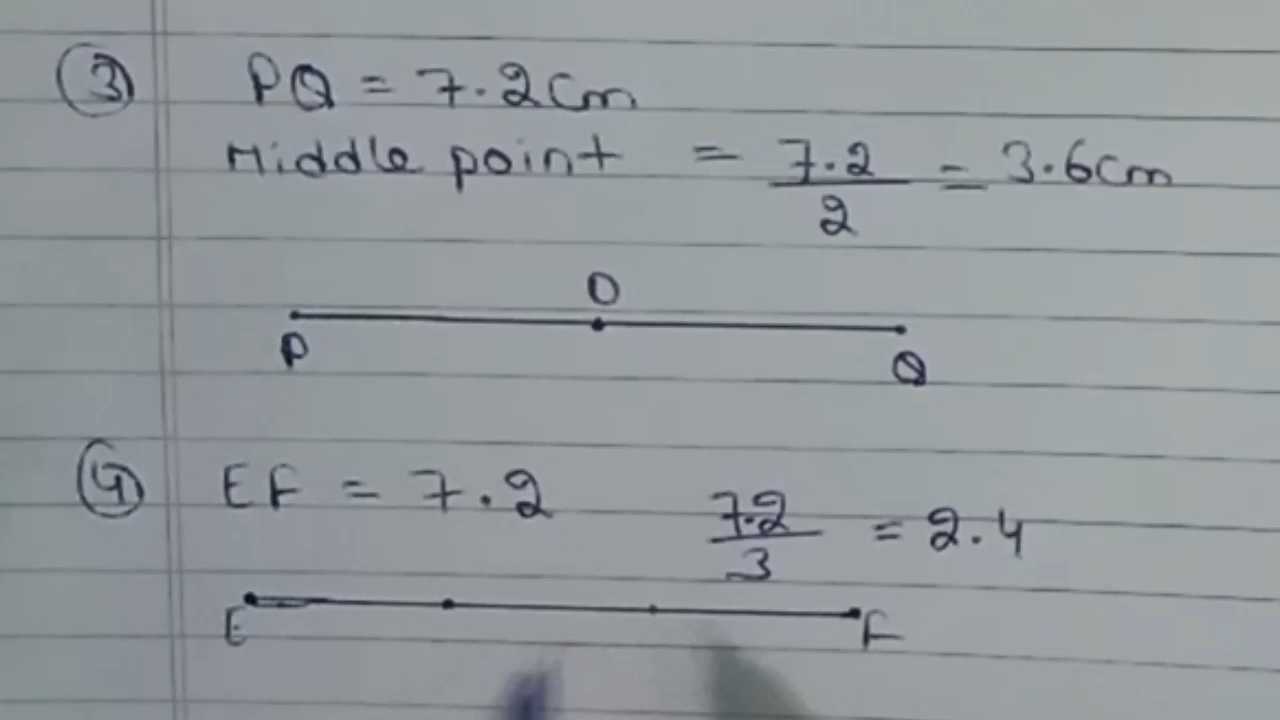 3 PQ = 7.2cm
Middle point = 7.2/2 = 3.6cm
O
P Q
4 EF = 7.2 7.2/3 = 2.4
E F